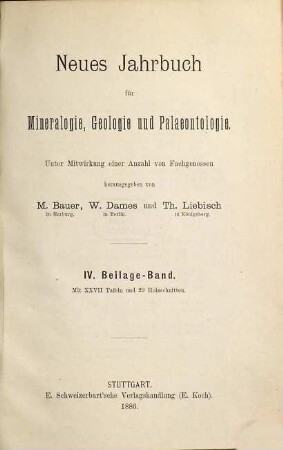 Neues Jahrbuch
für
Mineralogie, Geologie und Palaeontologie.
Unter Mitwirkung einer Anzahl von Fachgenossen
herausgegeben von
M. Bauer, W. Dames und Th. Liebisch
in Marburg. in Berlin. in Königsberg.
IV. Beilage-Band.
Mit XXVII Tafeln und 29 Holzschnitten.
STUTTGART.
E. Schweizerbart'sche Verlagshandlung (E. Koch).
1886.